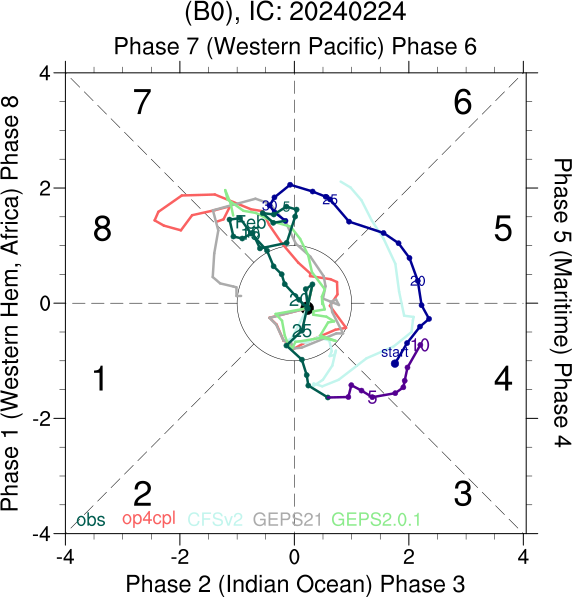 (B0), IC: 20240224
Phase 7 (Western Pacific) Phase 6
Phase 1 (Western Hem, Africa) Phase 8
Phase 5 (Maritime) Phase 4
4
2
0
-2
-4
7
6
8
5
1
4
2
3
30
5
25
Feb
20
20
25
start
10
5
obs op4cpl CFSv2 GEPS21 GEPS2.0.1
-4 -2 0 2 4
Phase 2 (Indian Ocean) Phase 3